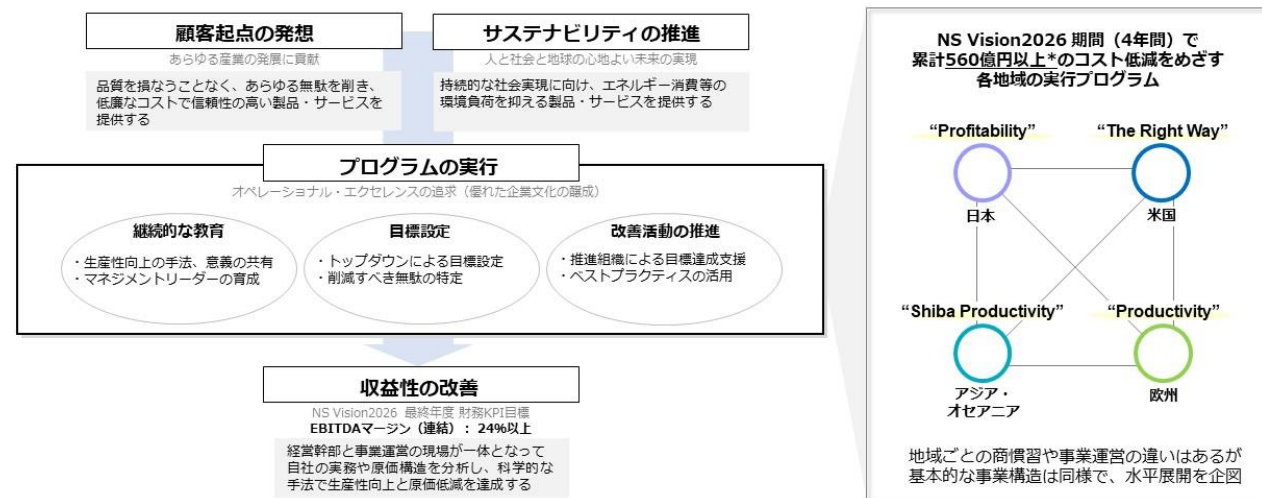 顧客起点の発想
あらゆる産業の発展に貢献
品質を損なうことなく、あらゆる無駄を削き、
低廉なコストで信頼性の高い製品・サービスを
提供する
サステナビリティの推進
人と社会と地球の心地よい未来の実現
持続的な社会実現に向け、エネルギー消費等の
環境負荷を抑える製品・サービスを提供する
プログラムの実行
オペレーショナル・エクセレンスの追求（優れた企業文化の醸成）
継続的な教育
・生産性向上の手法、意義の共有
・マネジメントリーダーの育成
目標設定
・トップダウンによる目標設定
・削減すべき無駄の特定
改善活動の推進
・推進組織による目標達成支援
・ベストプラクティスの活用
収益性の改善
NS Vision2026 最終年度 財務KPI目標
EBITDAマージン（連結）： 24%以上
経営幹部と事業運営の現場が一体となって
自社の実務や原価構造を分析し、科学的な
手法で生産性向上と原価低減を達成する
NS Vision2026 期間（4年間）で
累計560億円以上*のコスト低減をめざす
各地域の実行プログラム
“Profitability”
日本
“The Right Way”
米国
“Shiba Productivity”
アジア・
オセアニア
“Productivity”
欧州
地域ごとの商慣習や事業運営の違いはあるが
基本的な事業構造は同様で、水平展開を企図